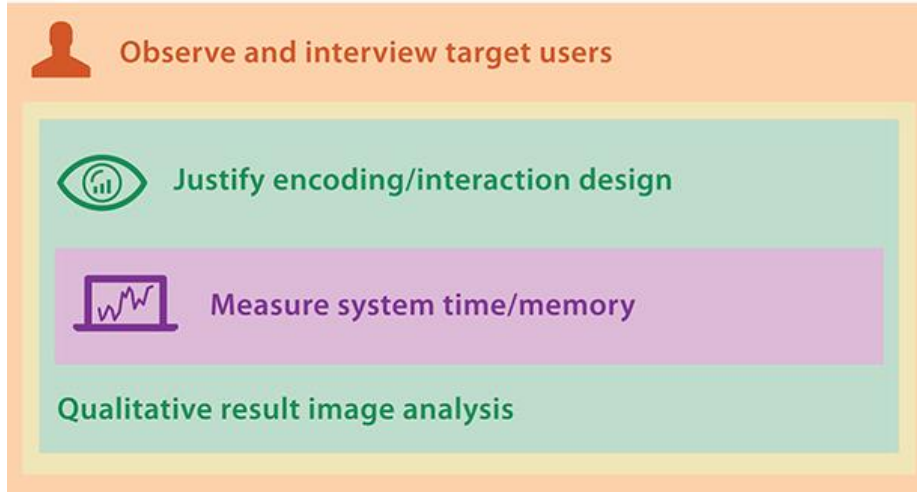 Observe and interview target users
Justify encoding/interaction design
Measure system time/memory
Qualitative result image analysis